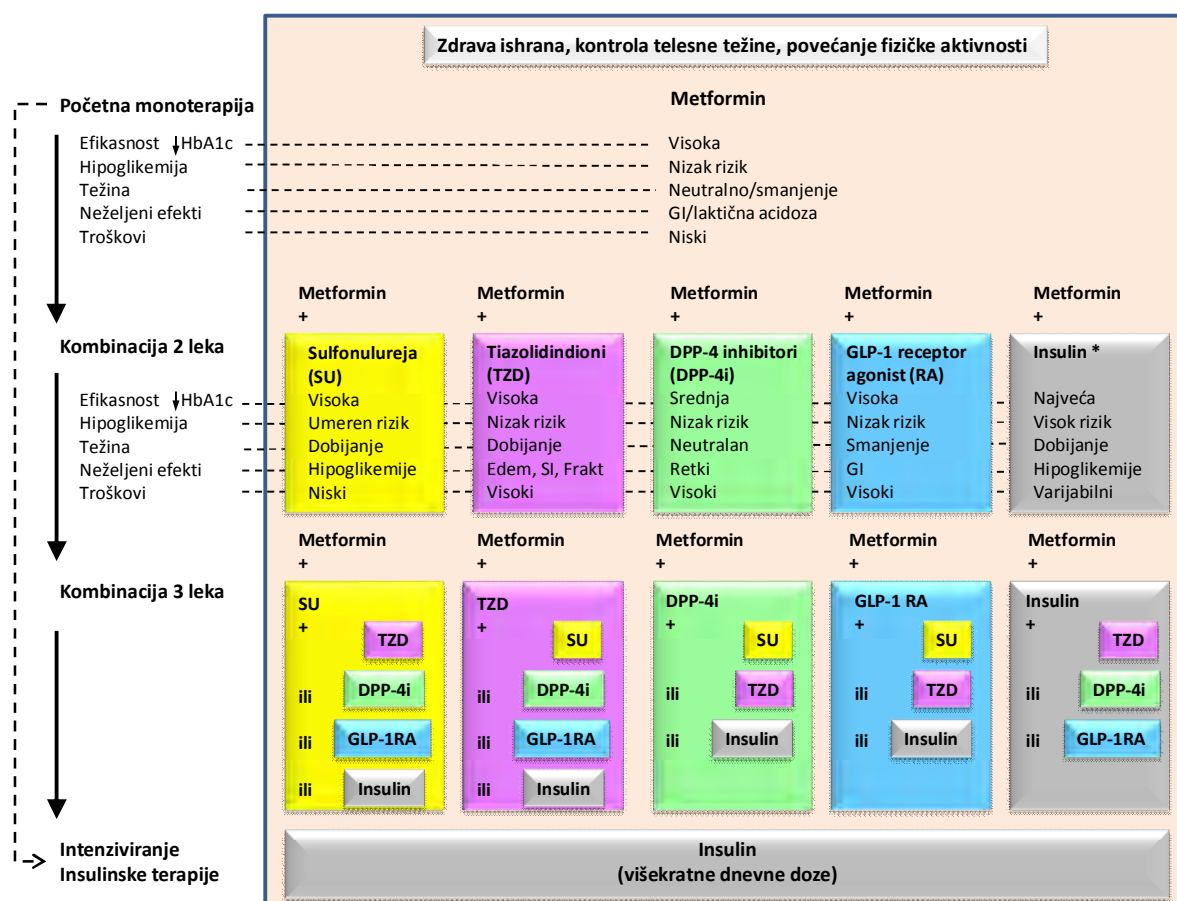 Zdrava ishrana, kontrola telesne težine, povećanje fizičke aktivnosti
Početna monoterapija
Metformin
Efikasnost ↓HbA1c Visoka
Hipoglikemija Nizak rizik
Težina Neutralno/smanjenje
Neželjeni efekti GI/laktična acidoza
Troškovi Niski
Metformin Metformin Metformin Metformin Metformin
+ + + + +
Kombinacija 2 leka
Sulfonulureja Tiazolidindioni DPP-4 inhibitori GLP-1 receptor Insulin *
(SU) (TZD) (DPP-4i) agonist (RA)
Efikasnost ↓HbA1c Visoka Visoka Srednja Visoka Najveća
Hipoglikemija Umeren rizik Nizak rizik Nizak rizik Nizak rizik Visok rizik
Težina Dobijanje Dobijanje Neutralan Smanjenje Dobijanje
Neželjeni efekti Hipoglikemije Edem, SI, Frakt Retki GI Hipoglikemije
Troškovi Niski Visoki Visoki Visoki Varijabilni
Metformin Metformin Metformin Metformin Metformin
+ + + + +
Kombinacija 3 leka
SU TZD DPP-4i GLP-1 RA Insulin
+ + + + +
TZD SU SU SU TZD
ili DPP-4i ili DPP-4i ili TZD ili TZD ili DPP-4i
ili GLP-1RA ili GLP-1RA ili Insulin ili Insulin ili GLP-1RA
ili Insulin ili Insulin
Intenziviranje
Insulinske terapije
Insulin
(višekratne dnevne doze)